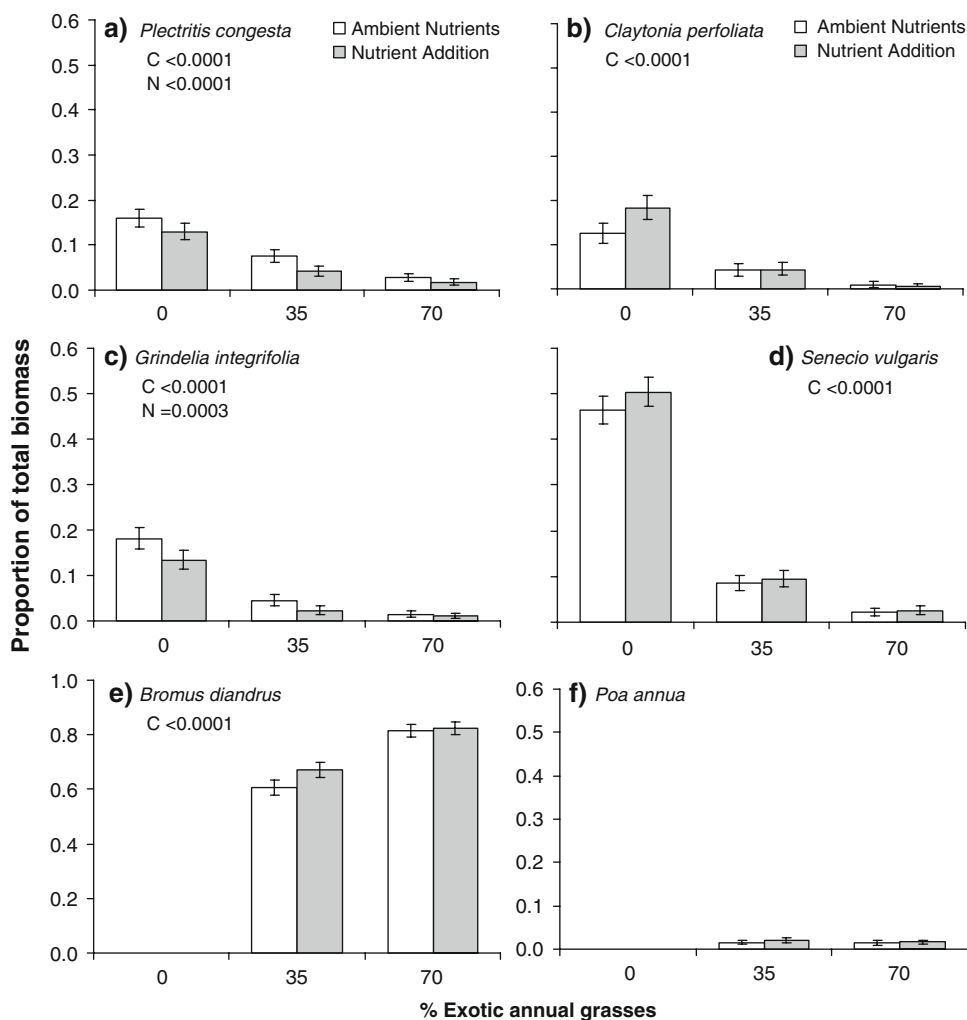 a) Plectritis congesta
C <0.0001
N <0.0001
Ambient Nutrients
Nutrient Addition
0.6
0.5
0.4
0.3
0.2
0.1
0.0
0 35 70
b) Claytonia perfoliata
C <0.0001
Ambient Nutrients
Nutrient Addition
0 35 70
Proportion of total biomass
c) Grindelia integrifolia
C <0.0001
N =0.0003
0.6
0.5
0.4
0.3
0.2
0.1
0.0
0 35 70
d) Senecio vulgaris
C <0.0001
0 35 70
e) Bromus diandrus
C <0.0001
1.0
0.8
0.6
0.4
0.2
0.0
0 35 70
f) Poa annua
0.6
0.5
0.4
0.3
0.2
0.1
0.0
0 35 70
% Exotic annual grasses